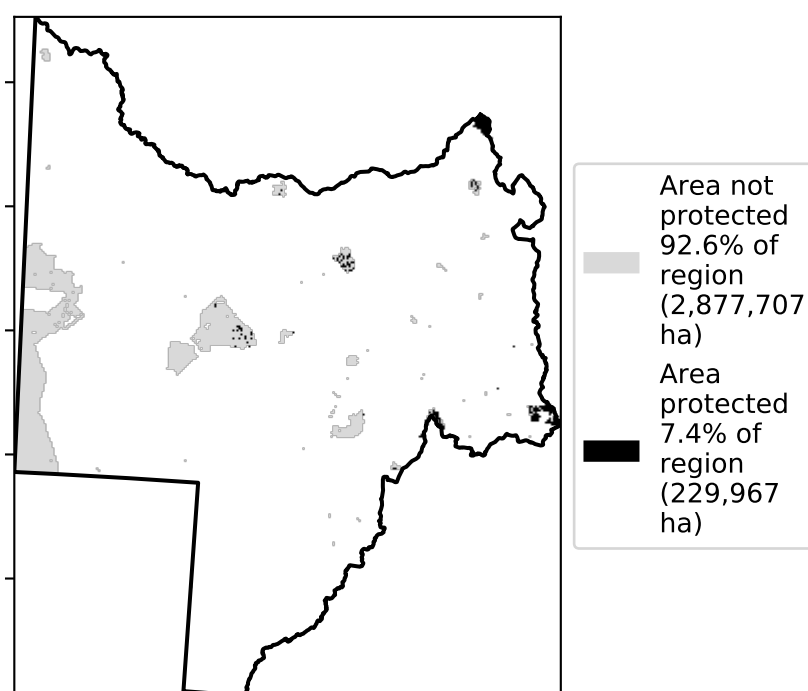 Area not
protected
92.6% of
region
(2,877,707
ha)
Area
protected
7.4% of
region
(229,967
ha)